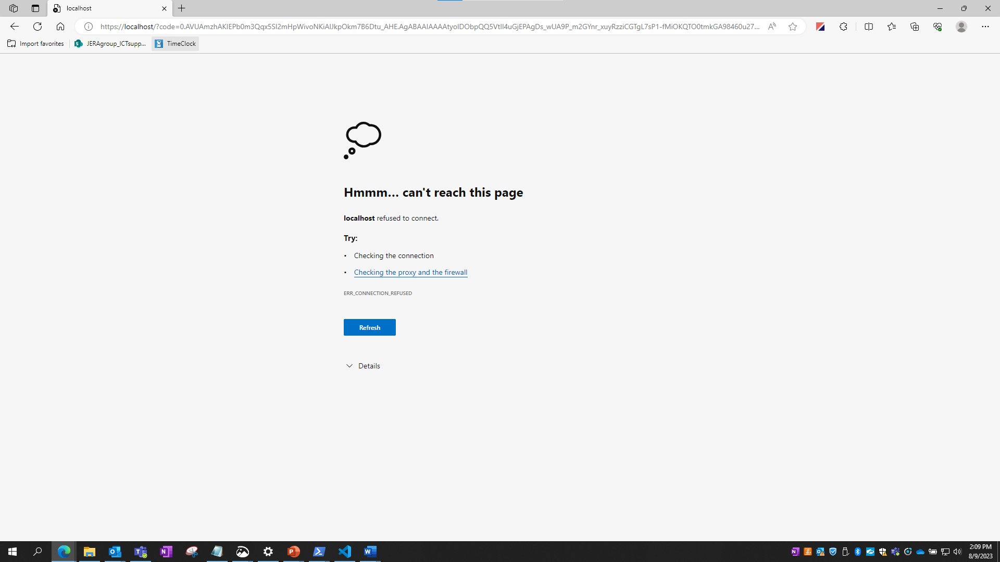 localhost
https://localhost/?code=0.AVUAmzhAKIEPb0m3Qqx5SI2mHpWivoNKiAIJkpOkm7B6Dtu_AHE.AgABAAIAAAAtyolDObpQQ5VtlI4uGjEPAgDs_wUA9P_m2GYnr_xuyRzziCGTgL7sP1-fMiOKQTO0tmkGA98460u27...
Import favorites JERAgroup_ICTsupp... TimeClock
Hmmm... can't reach this page
localhost refused to connect.
Try:
• Checking the connection
• Checking the proxy and the firewall
ERR_CONNECTION_REFUSED
Refresh
Details
2:09 PM
8/9/2023